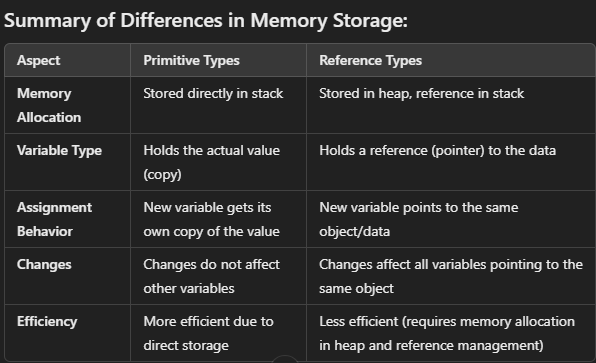 Summary of Differences in Memory Storage:
Aspect Primitive Types Reference Types
Memory Allocation Stored directly in stack Stored in heap, reference in stack
Variable Type Holds the actual value (copy) Holds a reference (pointer) to the data
Assignment Behavior New variable gets its own copy of the value New variable points to the same object/data
Changes Changes do not affect other variables Changes affect all variables pointing to the same object
Efficiency More efficient due to direct storage Less efficient (requires memory allocation in heap and reference management)